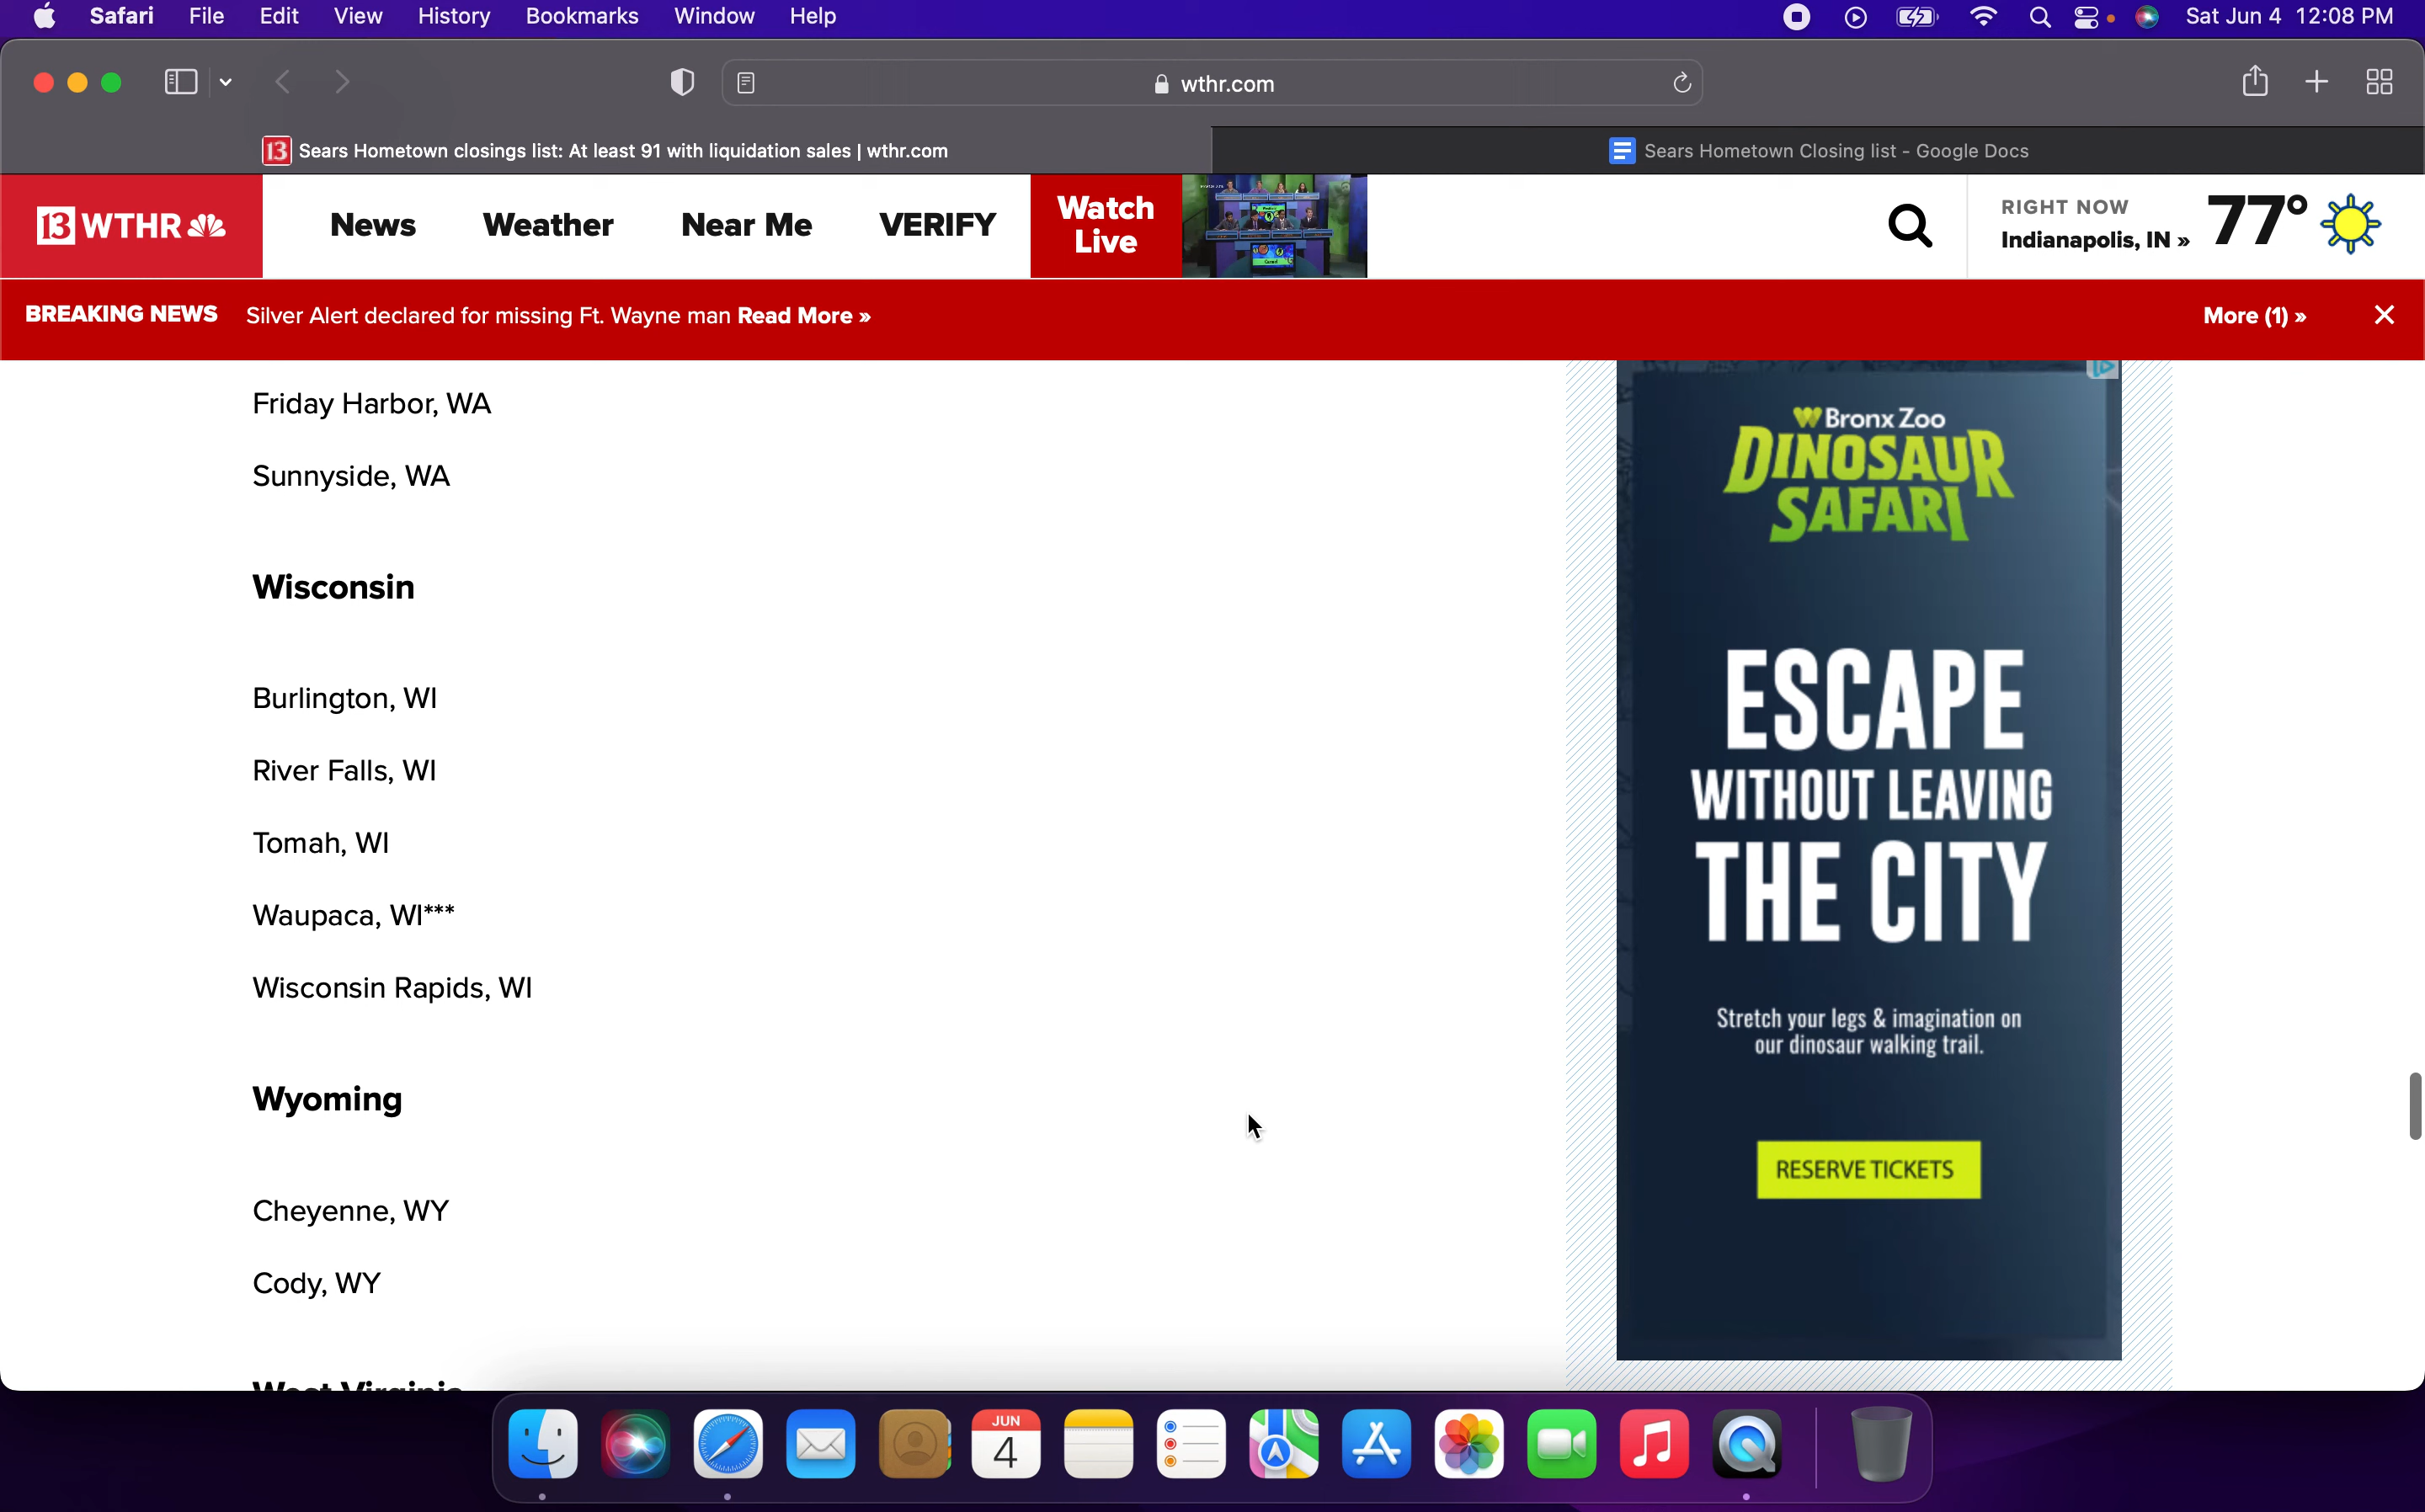 Safari File Edit View History Bookmarks Window Help Sat Jun 4 12:08 PM
wthr.com
13 Sears Hometown closings list: At least 91 with liquidation sales | wthr.com
Sears Hometown Closing list - Google Docs
13 WTHR
News Weather Near Me VERIFY
Watch
Live
RIGHT NOW
Indianapolis, IN »
77°
BREAKING NEWS Silver Alert declared for missing Ft. Wayne man Read More » More (1) »
Friday Harbor, WA
Sunnyside, WA
Wisconsin
Burlington, WI
River Falls, WI
Tomah, WI
Waupaca, WI***
Wisconsin Rapids, WI
Wyoming
Cheyenne, WY
Cody, WY
Bronx Zoo
DINOSAUR
SAFARI
ESCAPE
WITHOUT LEAVING
THE CITY
Stretch your legs & imagination on
our dinosaur walking trail.
RESERVE TICKETS
JUN
4